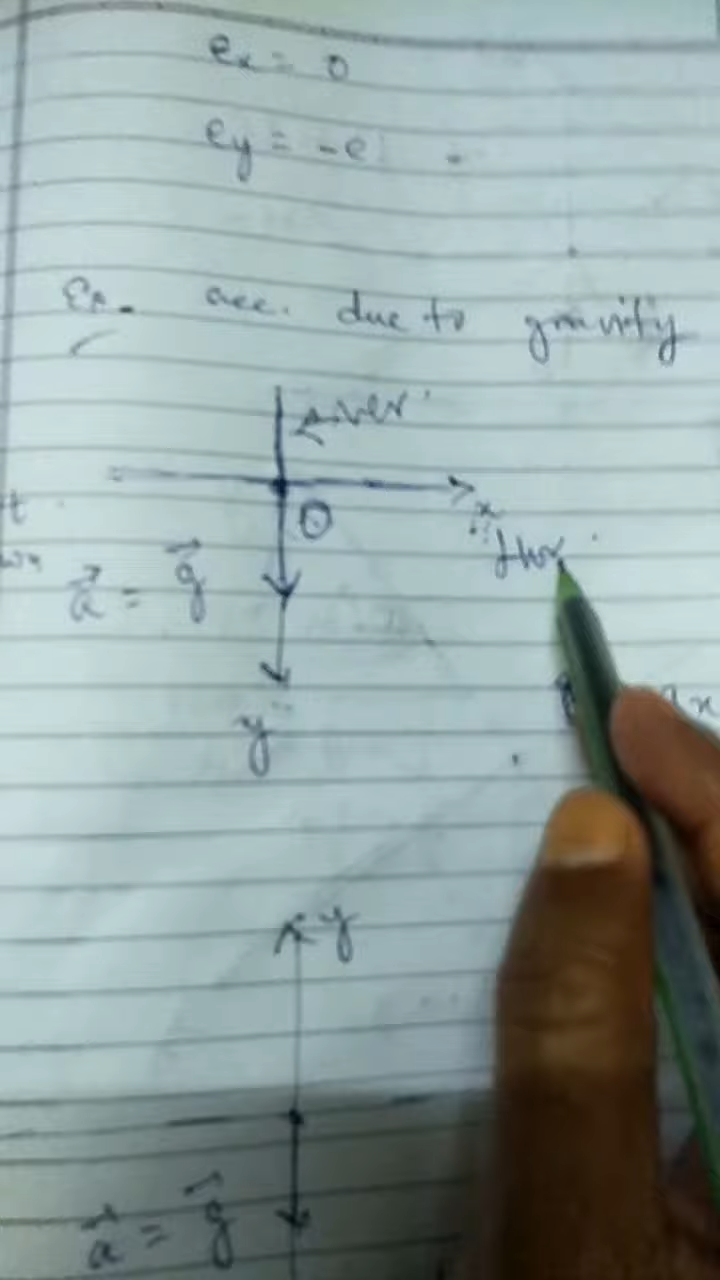 ex = 0
ey = -e
Ex. acc. due to gravity
ver.
x
O
hor.
a⃗ = g⃗
y
y
a⃗ = g⃗